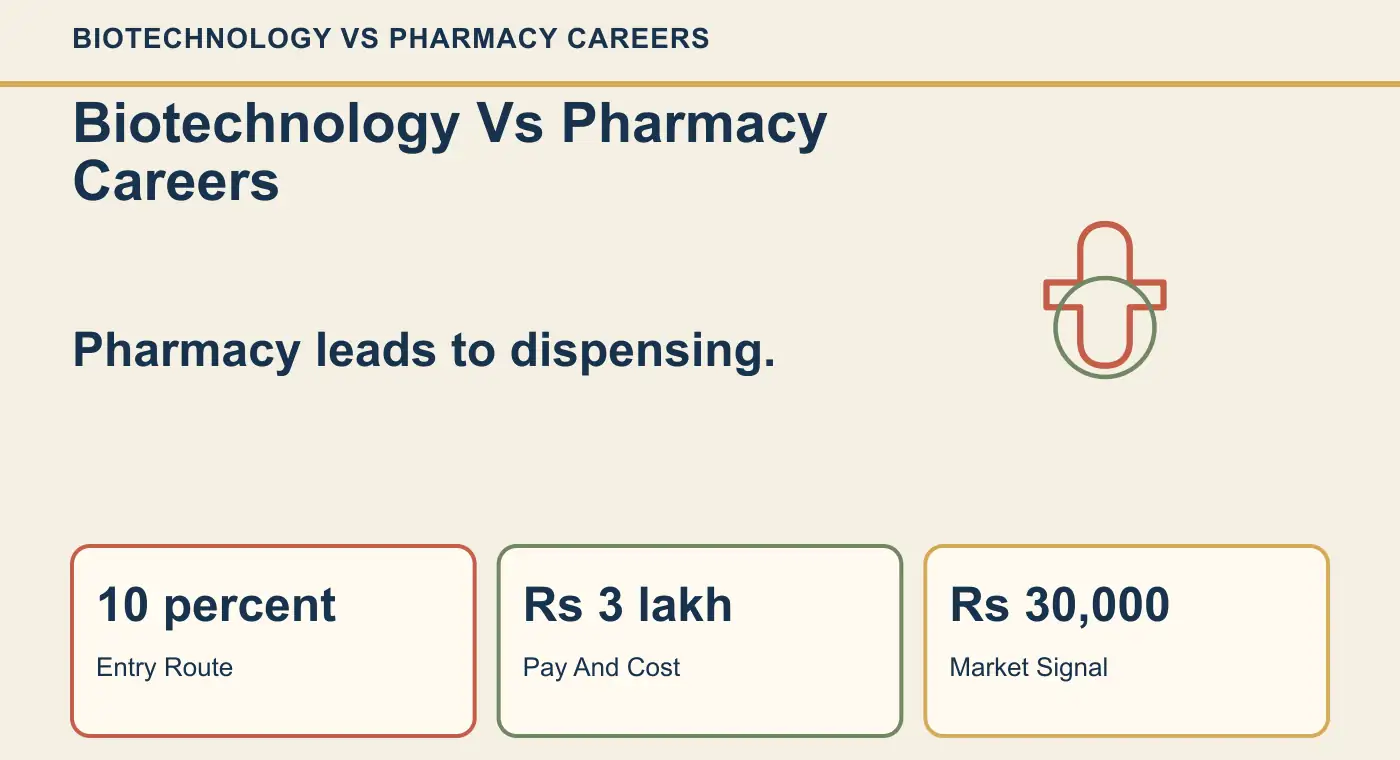 BIOTECHNOLOGY VS PHARMACY CAREERS
Biotechnology Vs Pharmacy
Careers
Pharmacy leads to dispensing.
10 percent
Entry Route
Rs 3 lakh
Pay And Cost
Rs 30,000
Market Signal